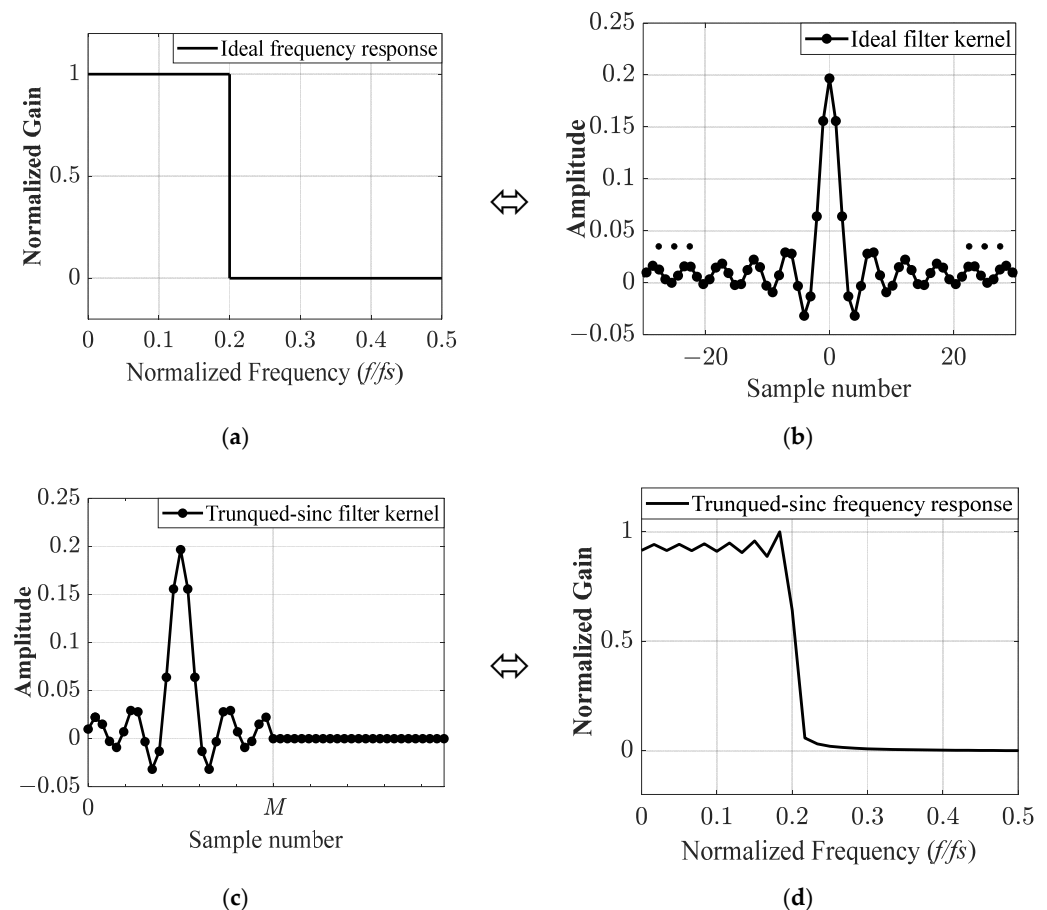 Ideal frequency response
1
0.5
0
Normalized Gain
0 0.1 0.2 0.3 0.4 0.5
Normalized Frequency (f/fs)
(a)
Ideal filter kernel
0.25
0.2
0.15
0.1
0.05
0
−0.05
Amplitude
−20 0 20
Sample number
(b)
Trunqued-sinc filter kernel
0.25
0.2
0.15
0.1
0.05
0
−0.05
Amplitude
0 M
Sample number
(c)
Trunqued-sinc frequency response
1
0.5
0
Normalized Gain
0 0.1 0.2 0.3 0.4 0.5
Normalized Frequency (f/fs)
(d)